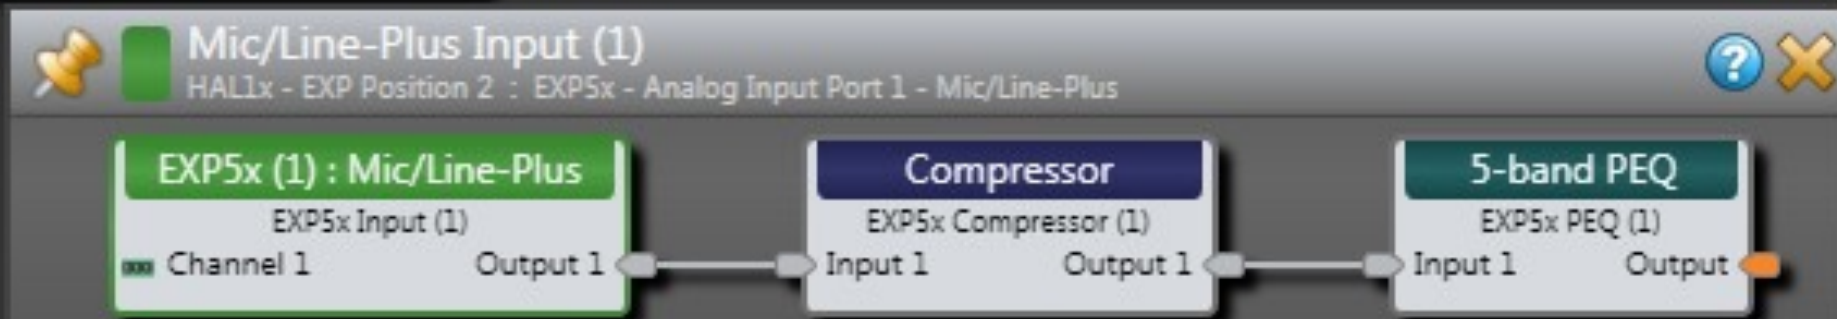 Mic/Line-Plus Input (1)
HAL1x - EXP Position 2 : EXP5x - Analog Input Port 1 - Mic/Line-Plus
?
EXP5x (1) : Mic/Line-Plus
EXP5x Input (1)
Channel 1 Output 1
Compressor
EXP5x Compressor (1)
Input 1 Output 1
5-band PEQ
EXP5x PEQ (1)
Input 1 Output